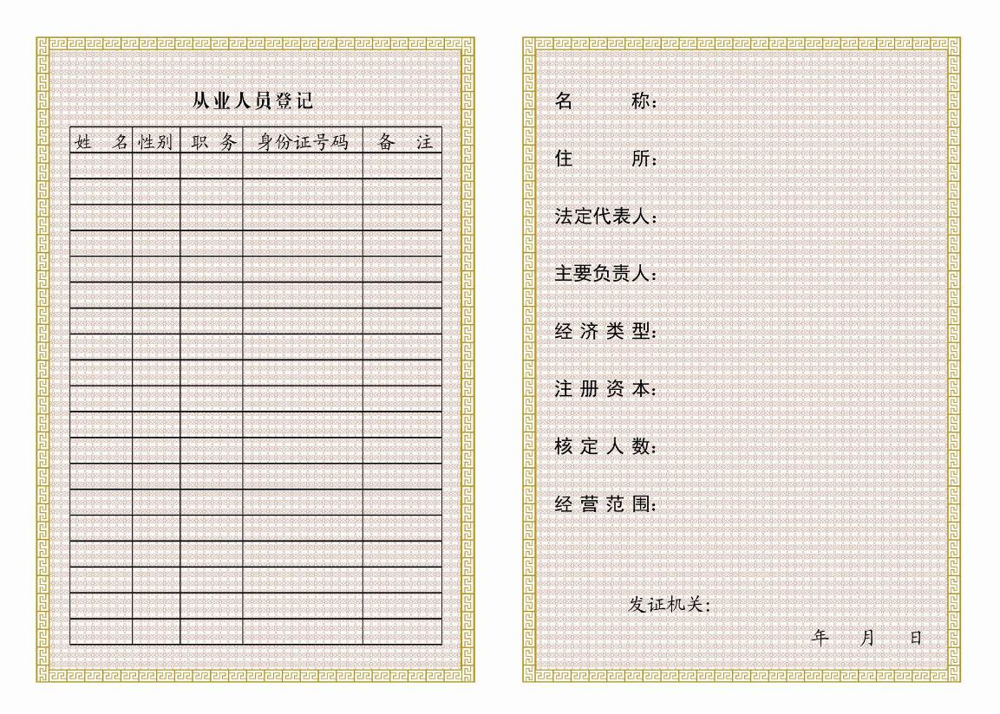 从业人员登记
姓 名 性别 职 务 身份证号码 备 注
名 称：
住 所：
法定代表人：
主要负责人：
经 济 类 型：
注 册 资 本：
核 定 人 数：
经 营 范 围：
发证机关：
年 月 日